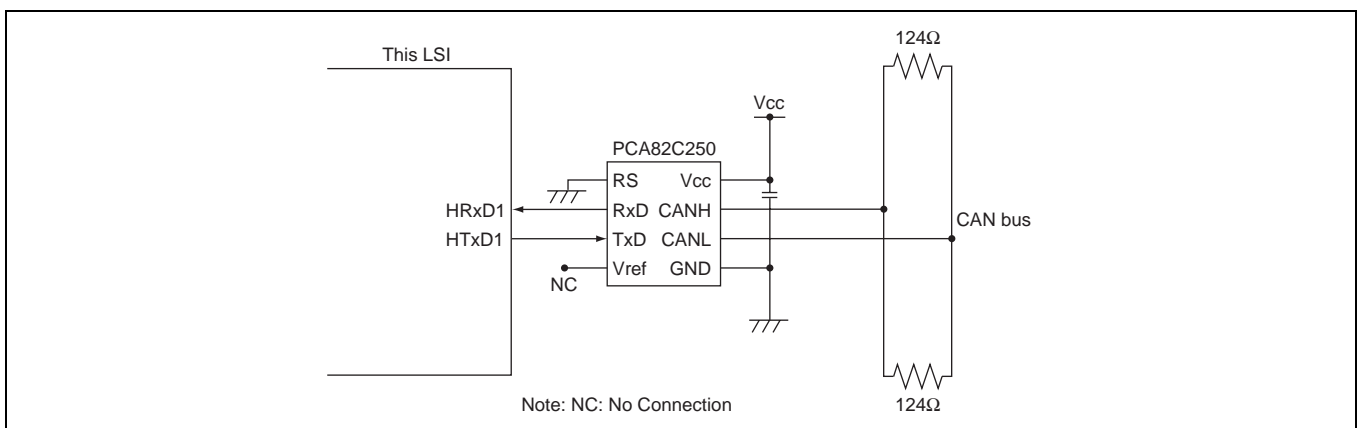 124Ω
This LSI
Vcc
PCA82C250
RS Vcc
HRxD1 RxD CANH
CAN bus
HTxD1 TxD CANL
Vref GND
NC
Note: NC: No Connection
124Ω